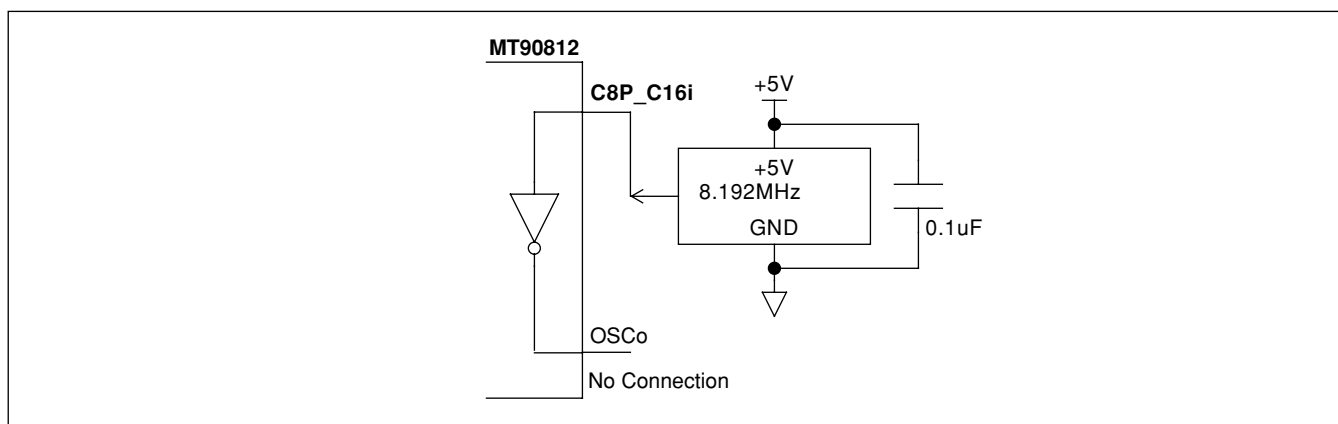 MT90812
C8P_C16i
+5V
+5V
8.192MHz
GND
0.1uF
OSCo
No Connection